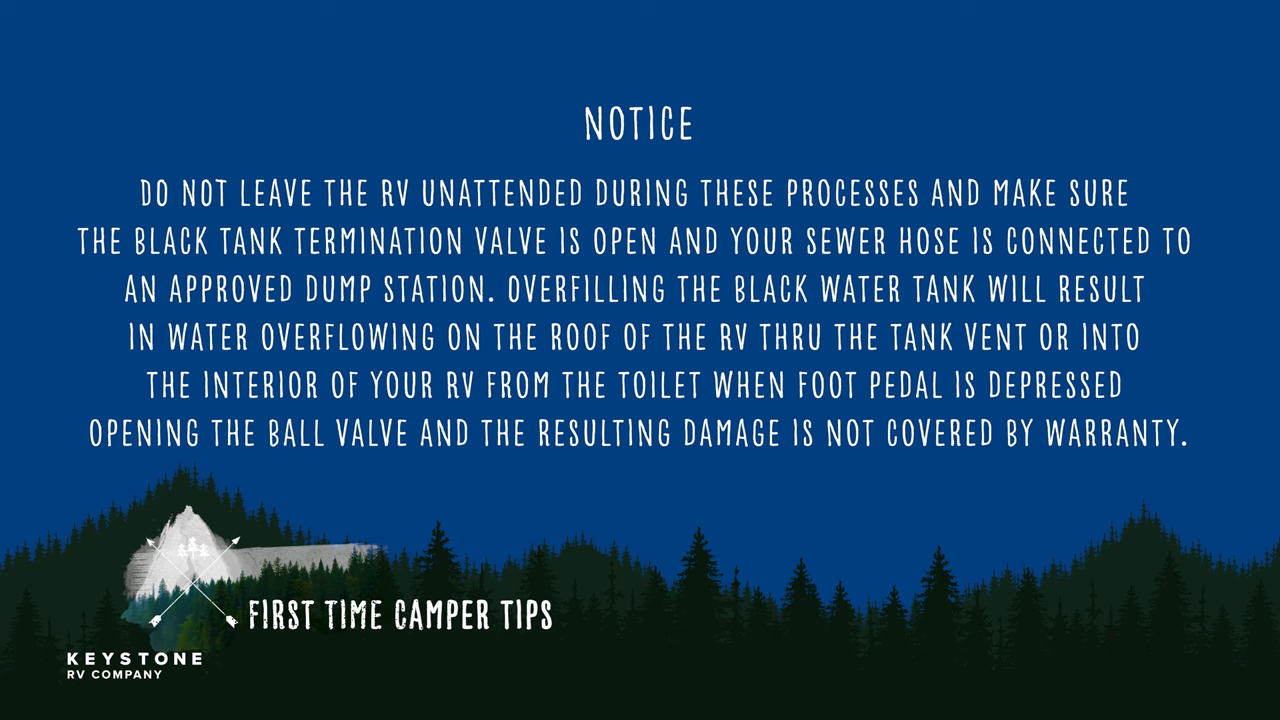 NOTICE
DO NOT LEAVE THE RV UNATTENDED DURING THESE PROCESSES AND MAKE SURE
THE BLACK TANK TERMINATION VALVE IS OPEN AND YOUR SEWER HOSE IS CONNECTED TO
AN APPROVED DUMP STATION. OVERFILLING THE BLACK WATER TANK WILL RESULT
IN WATER OVERFLOWING ON THE ROOF OF THE RV THRU THE TANK VENT OR INTO
THE INTERIOR OF YOUR RV FROM THE TOILET WHEN FOOT PEDAL IS DEPRESSED
OPENING THE BALL VALVE AND THE RESULTING DAMAGE IS NOT COVERED BY WARRANTY.
FIRST TIME CAMPER TIPS
KEYSTONE
RV COMPANY